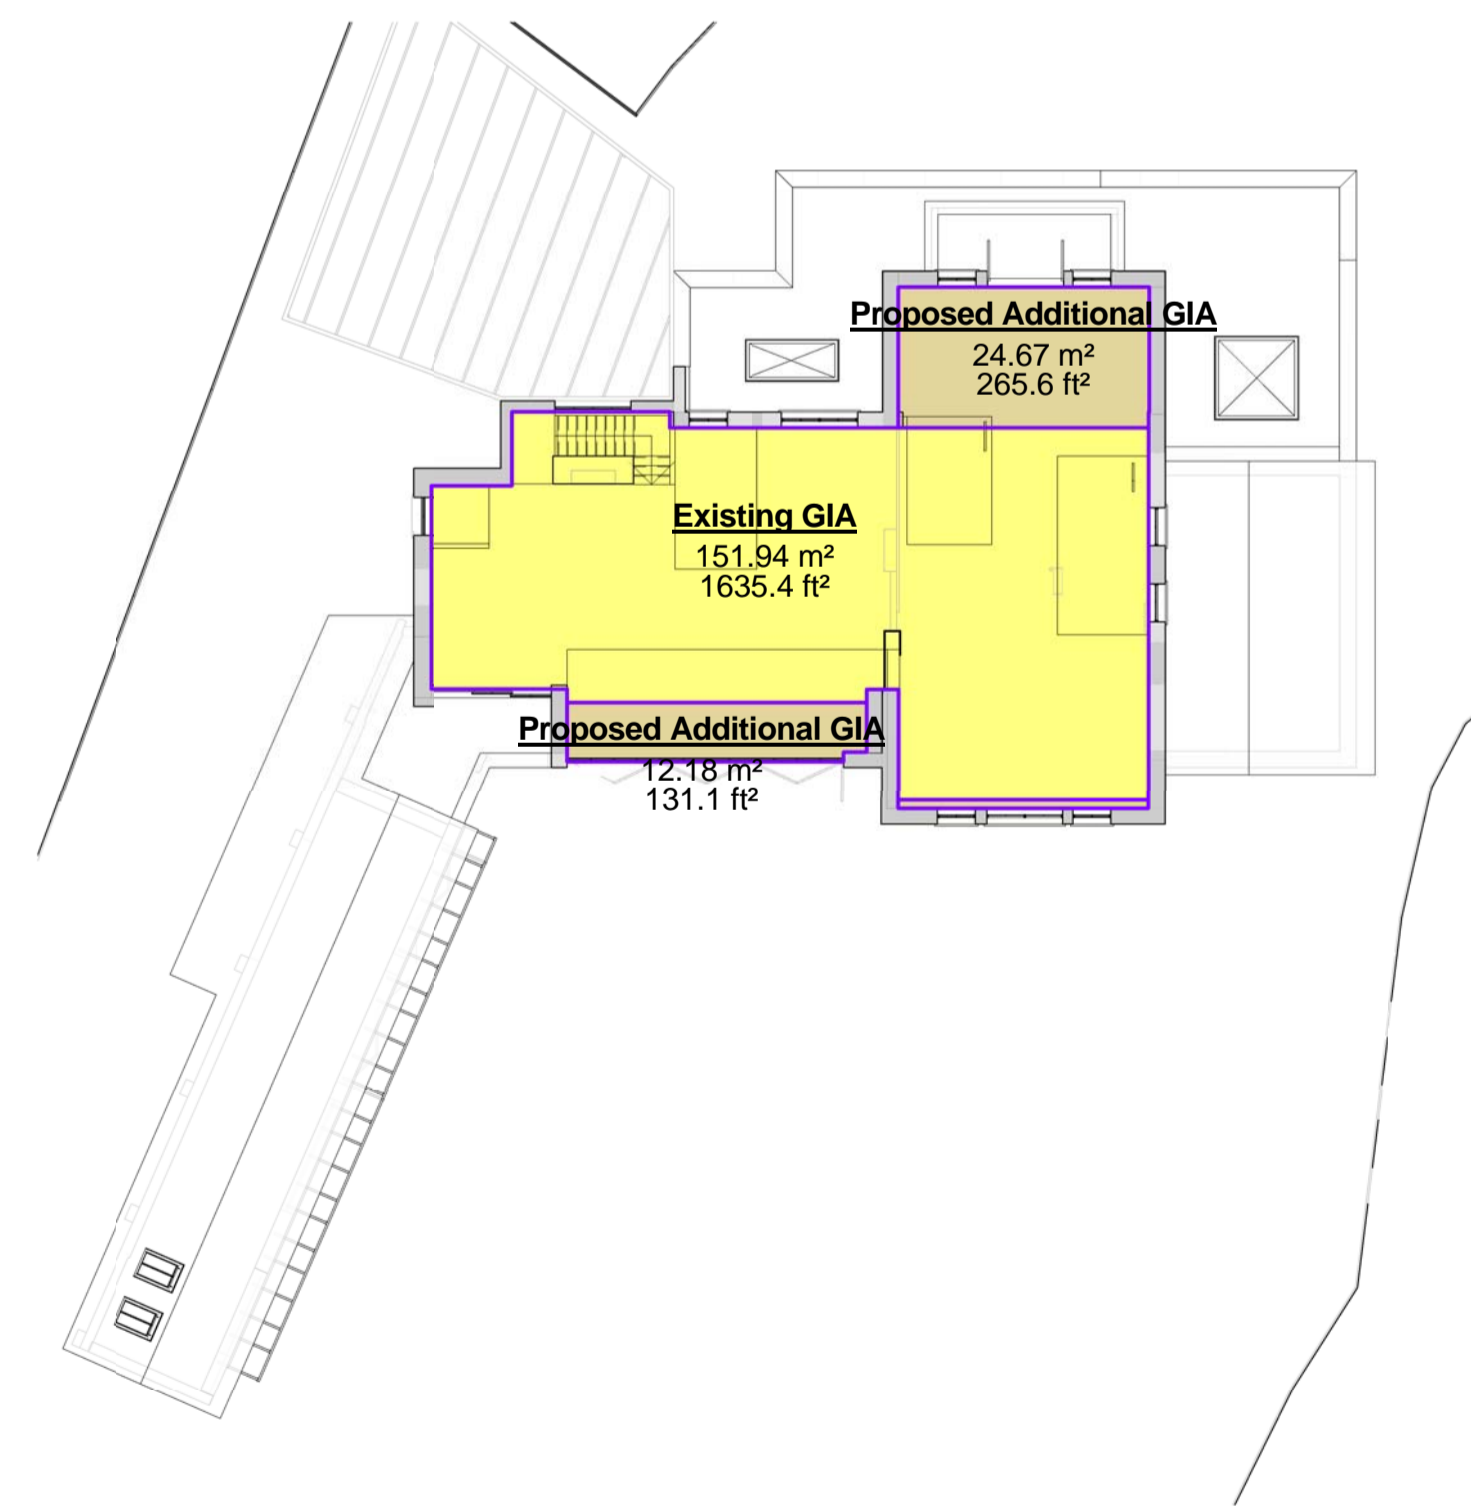 Proposed Additional GIA
24.67 m²
265.6 ft²
Existing GIA
151.94 m²
1635.4 ft²
Proposed Additional GIA
12.18 m²
131.1 ft²